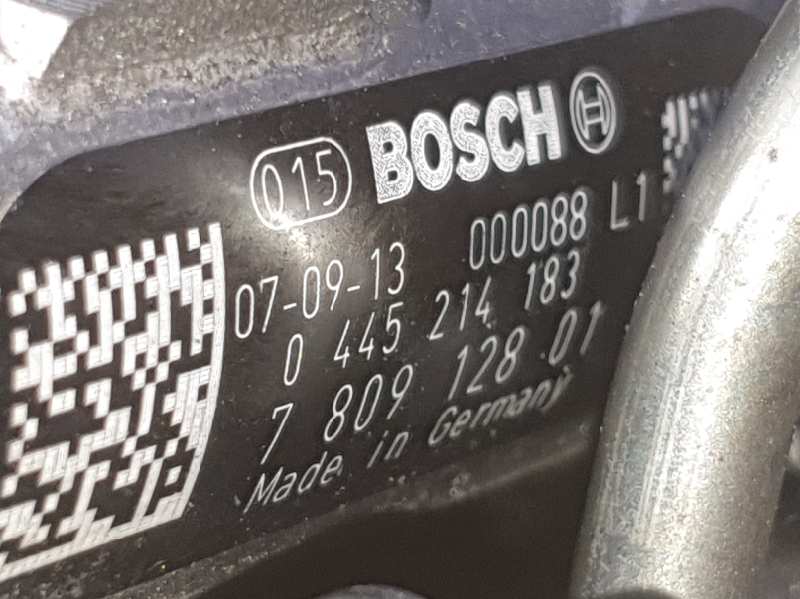 015 BOSCH
07-09-13 000088 L1
0 445 214 183
7 809 128 01
Made in Germany